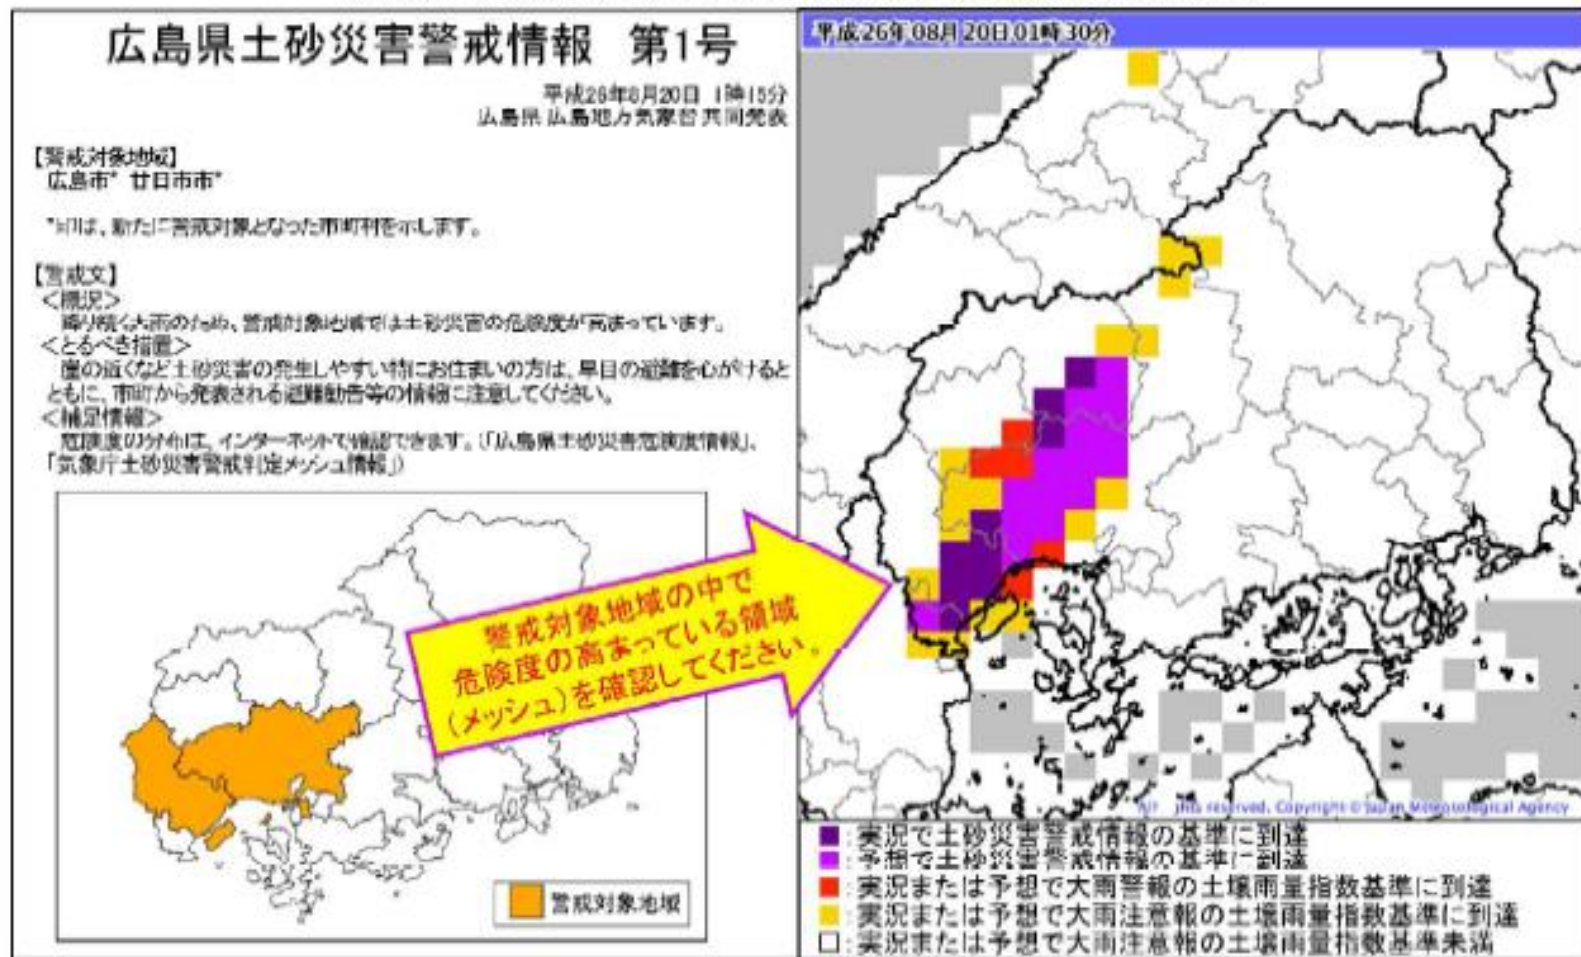 広島県土砂災害警戒情報 第1号
平成26年8月20日 1時15分
広島県 広島地方気象台 共同発表
【警戒対象地域】
広島市* 廿日市市*
*印は、新たに警戒対象となった市町村を示します。
【警戒文】
<概況>
降り続く大雨のため、警戒対象地域では土砂災害の危険度が高まっています。
<とるべき措置>
崖の近くなど土砂災害の発生しやすい特にお住まいの方は、早目の避難を心がけると
ともに、市町から発表される避難勧告等の情報に注意してください。
<補足情報>
危険度の分布は、インターネットで確認できます。(「広島県土砂災害危険度情報」、
「気象庁土砂災害警戒判定メッシュ情報」)
警戒対象地域
警戒対象地域の中で
危険度の高まっている領域
(メッシュ)を確認してください。
平成26年08月20日01時30分
reserved. Copyright © Japan Meteorological Agency
:実況で土砂災害警戒情報の基準に到達
:予想で土砂災害警戒情報の基準に到達
:実況または予想で大雨警報の土壌雨量指数基準に到達
:実況または予想で大雨注意報の土壌雨量指数基準に到達
:実況または予想で大雨注意報の土壌雨量指数基準未満